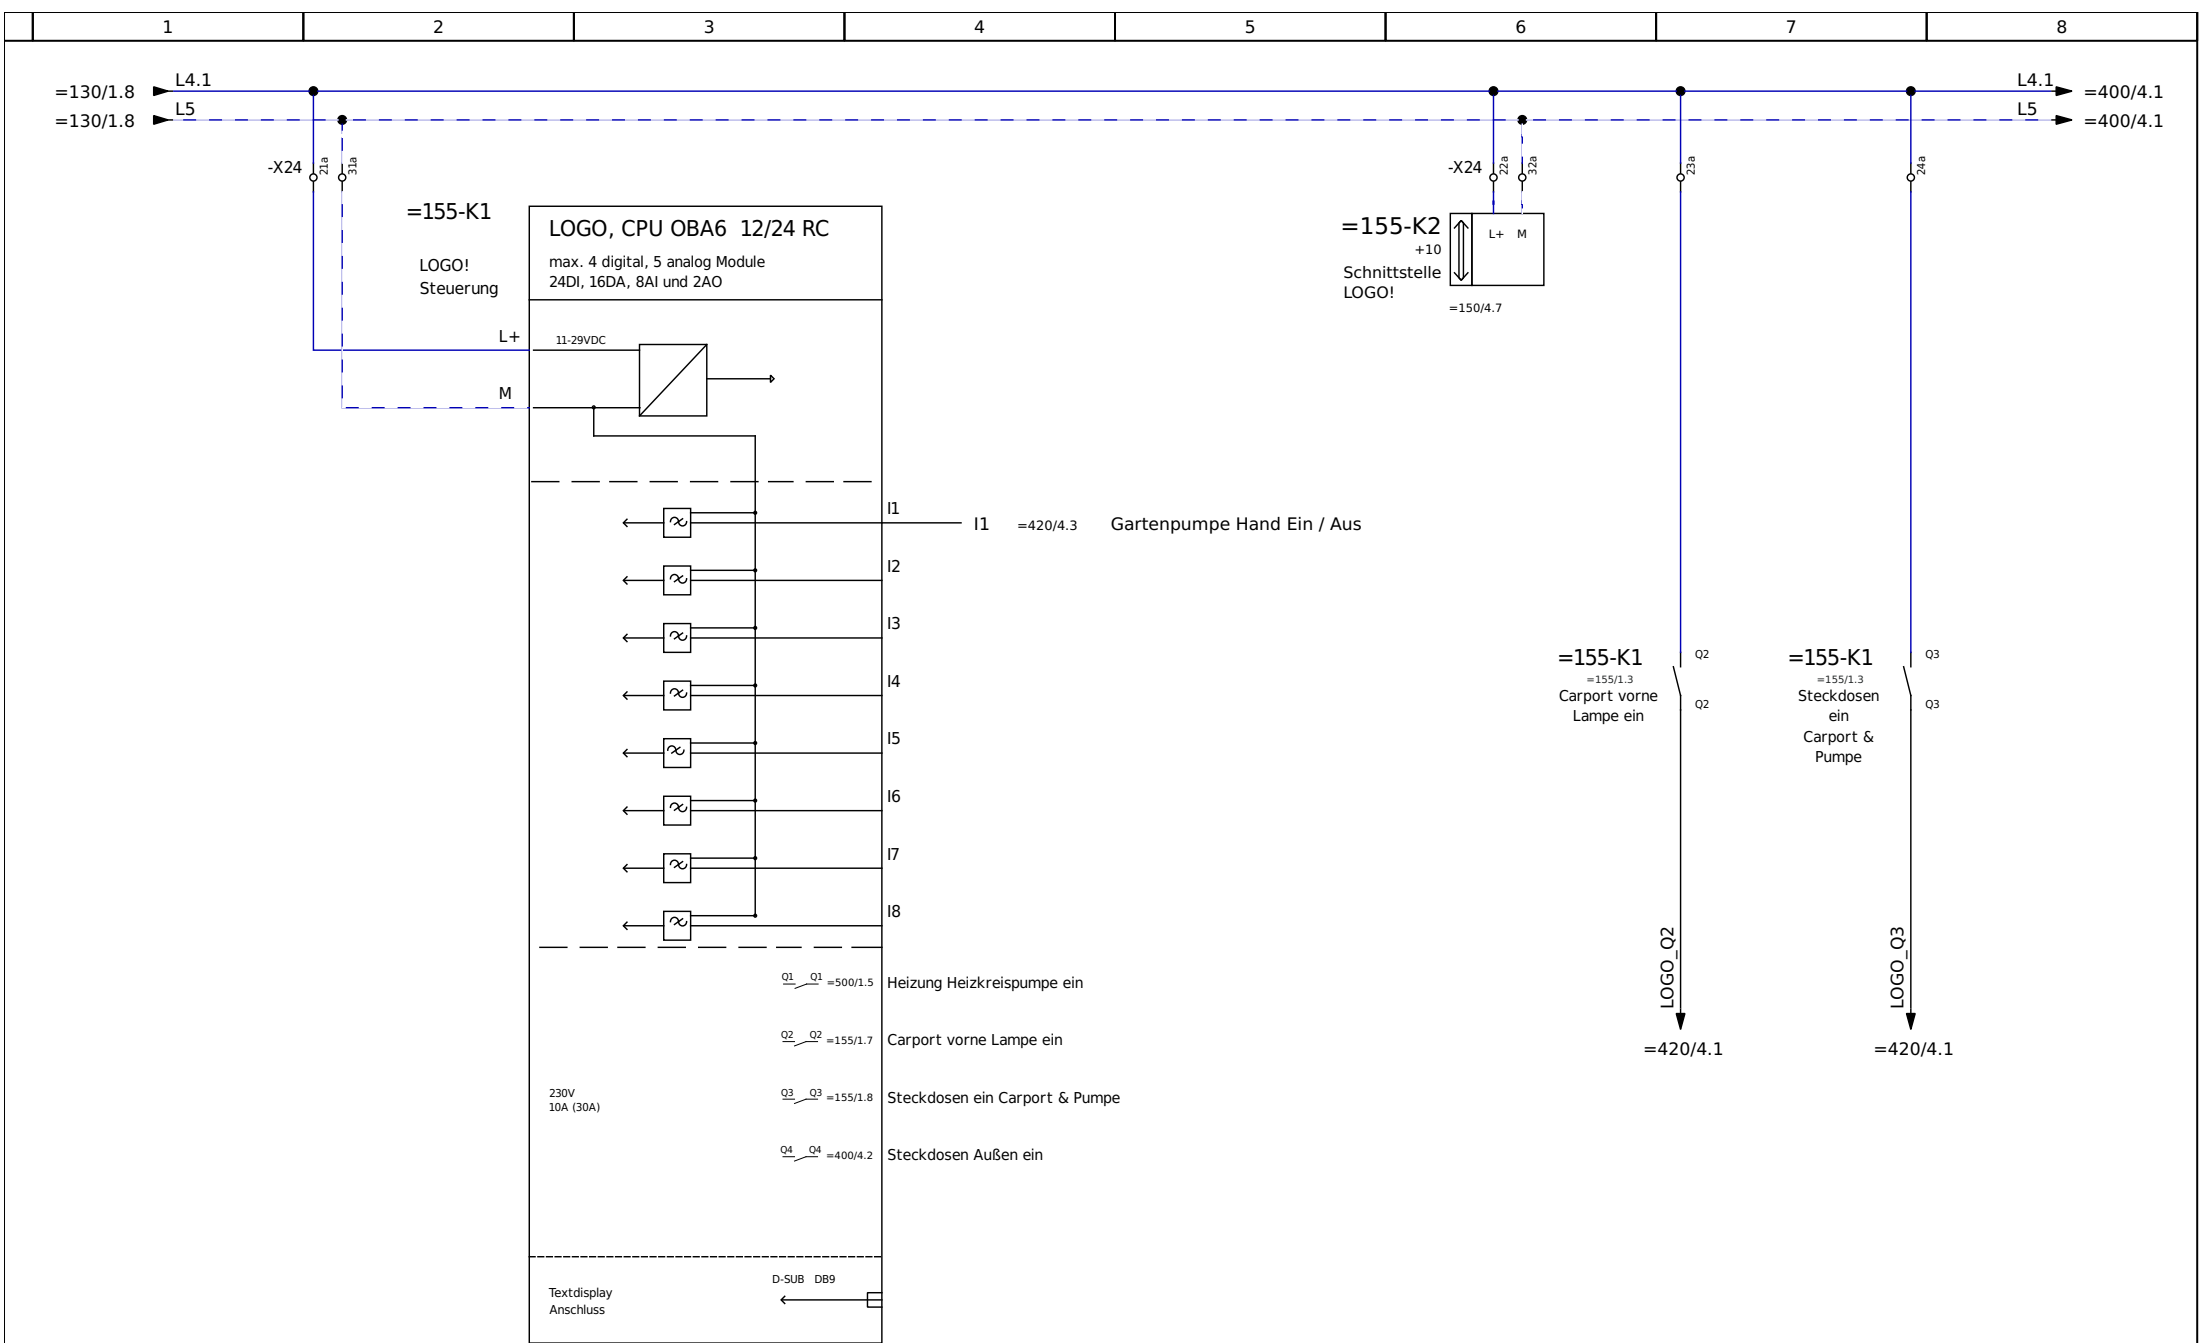 1 2 3 4 5 6 7 8
=130/1.8 L4.1 L4.1 =400/4.1
=130/1.8 L5 L5 =400/4.1
-X24 21a 31a
-X24 22a 32a
23a
24a
=155-K1
LOGO!
Steuerung
LOGO, CPU OBA6 12/24 RC
max. 4 digital, 5 analog Module
24DI, 16DA, 8AI und 2AO
L+ 11-29VDC
M
=155-K2
+10
Schnittstelle
LOGO!
=150/4.7
L+ M
I1
I1 =420/4.3 Gartenpumpe Hand Ein / Aus
I2
I3
I4
I5
I6
I7
I8
Q1 Q1 =500/1.5 Heizung Heizkreispumpe ein
Q2 Q2 =155/1.7 Carport vorne Lampe ein
230V
10A (30A)
Q3 Q3 =155/1.8 Steckdosen ein Carport & Pumpe
Q4 Q4 =400/4.2 Steckdosen Außen ein
D-SUB DB9
Textdisplay
Anschluss
=155-K1
=155/1.3
Carport vorne
Lampe ein
Q2
Q2
LOGO_Q2
=420/4.1
=155-K1
=155/1.3
Steckdosen
ein
Carport &
Pumpe
Q3
Q3
LOGO_Q3
=420/4.1